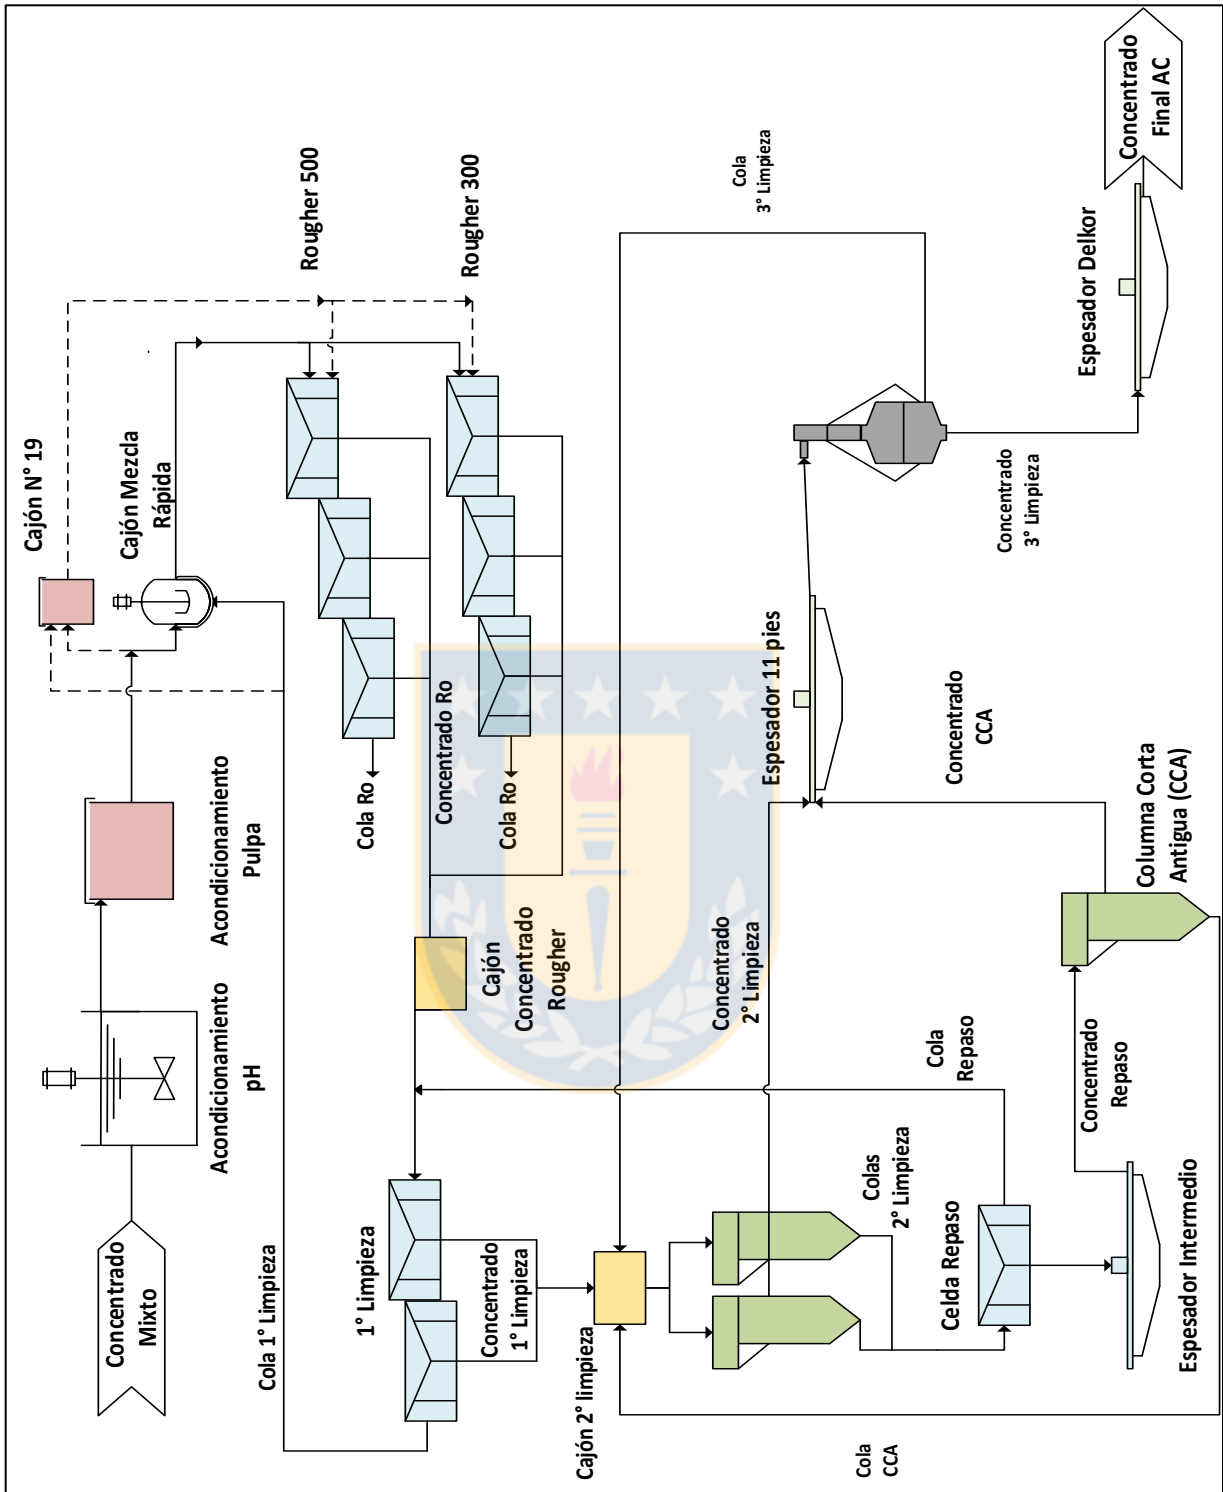 Concentrado
Mixto
Acondicionamiento
pH
Acondicionamiento
Pulpa
Cajón N° 19
Cajón Mezcla
Rápida
Rougher 500
Rougher 300
Cola Ro
Concentrado Ro
Cola Ro
Cajón
Concentrado
Rougher
Cola 1° Limpieza
1° Limpieza
Concentrado
1° Limpieza
Cajón 2° limpieza
Concentrado
2° Limpieza
Colas
2° Limpieza
Cola
Repaso
Celda Repaso
Espesador Intermedio
Concentrado
Repaso
Columna Corta
Antigua (CCA)
Cola
CCA
Concentrado
CCA
Espesador 11 pies
Cola
3° Limpieza
Concentrado
3° Limpieza
Espesador Delkor
Concentrado
Final AC